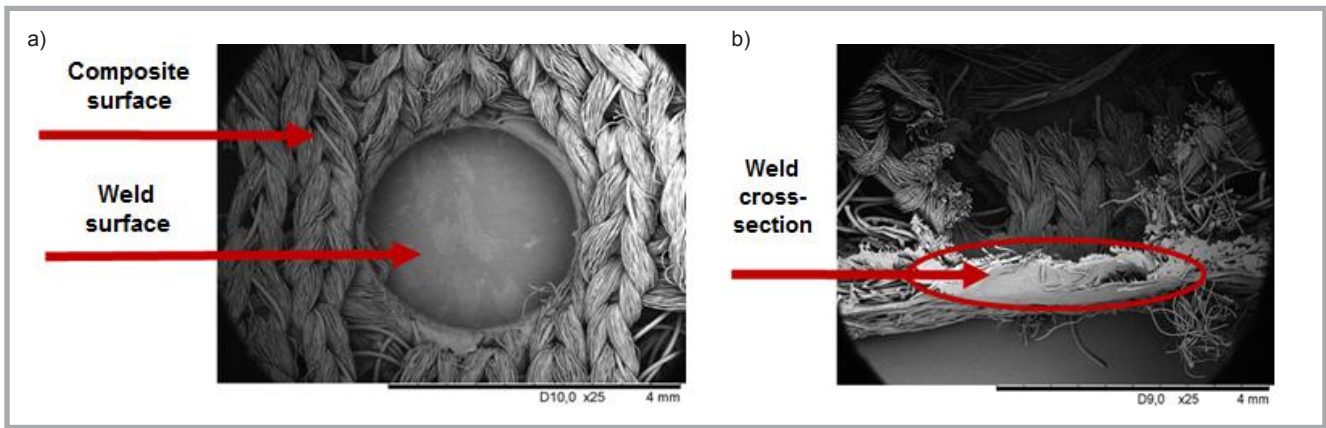 a)
Composite
surface
Weld
surface
D10,0 x25 4 mm
b)
Weld
cross-
section
D9,0 x25 4 mm